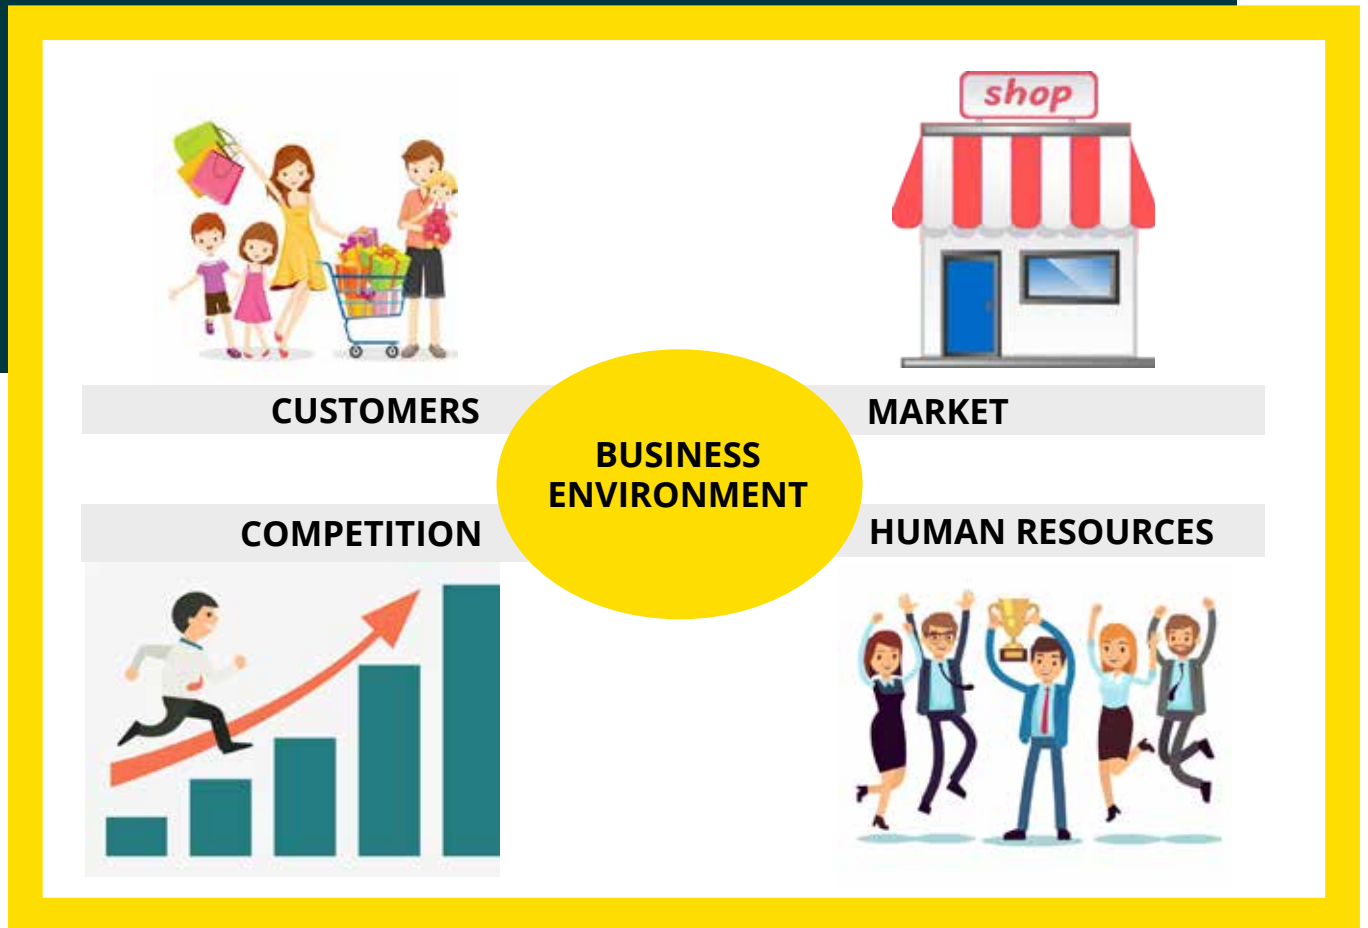 shop
CUSTOMERS
MARKET
BUSINESS
ENVIRONMENT
COMPETITION
HUMAN RESOURCES